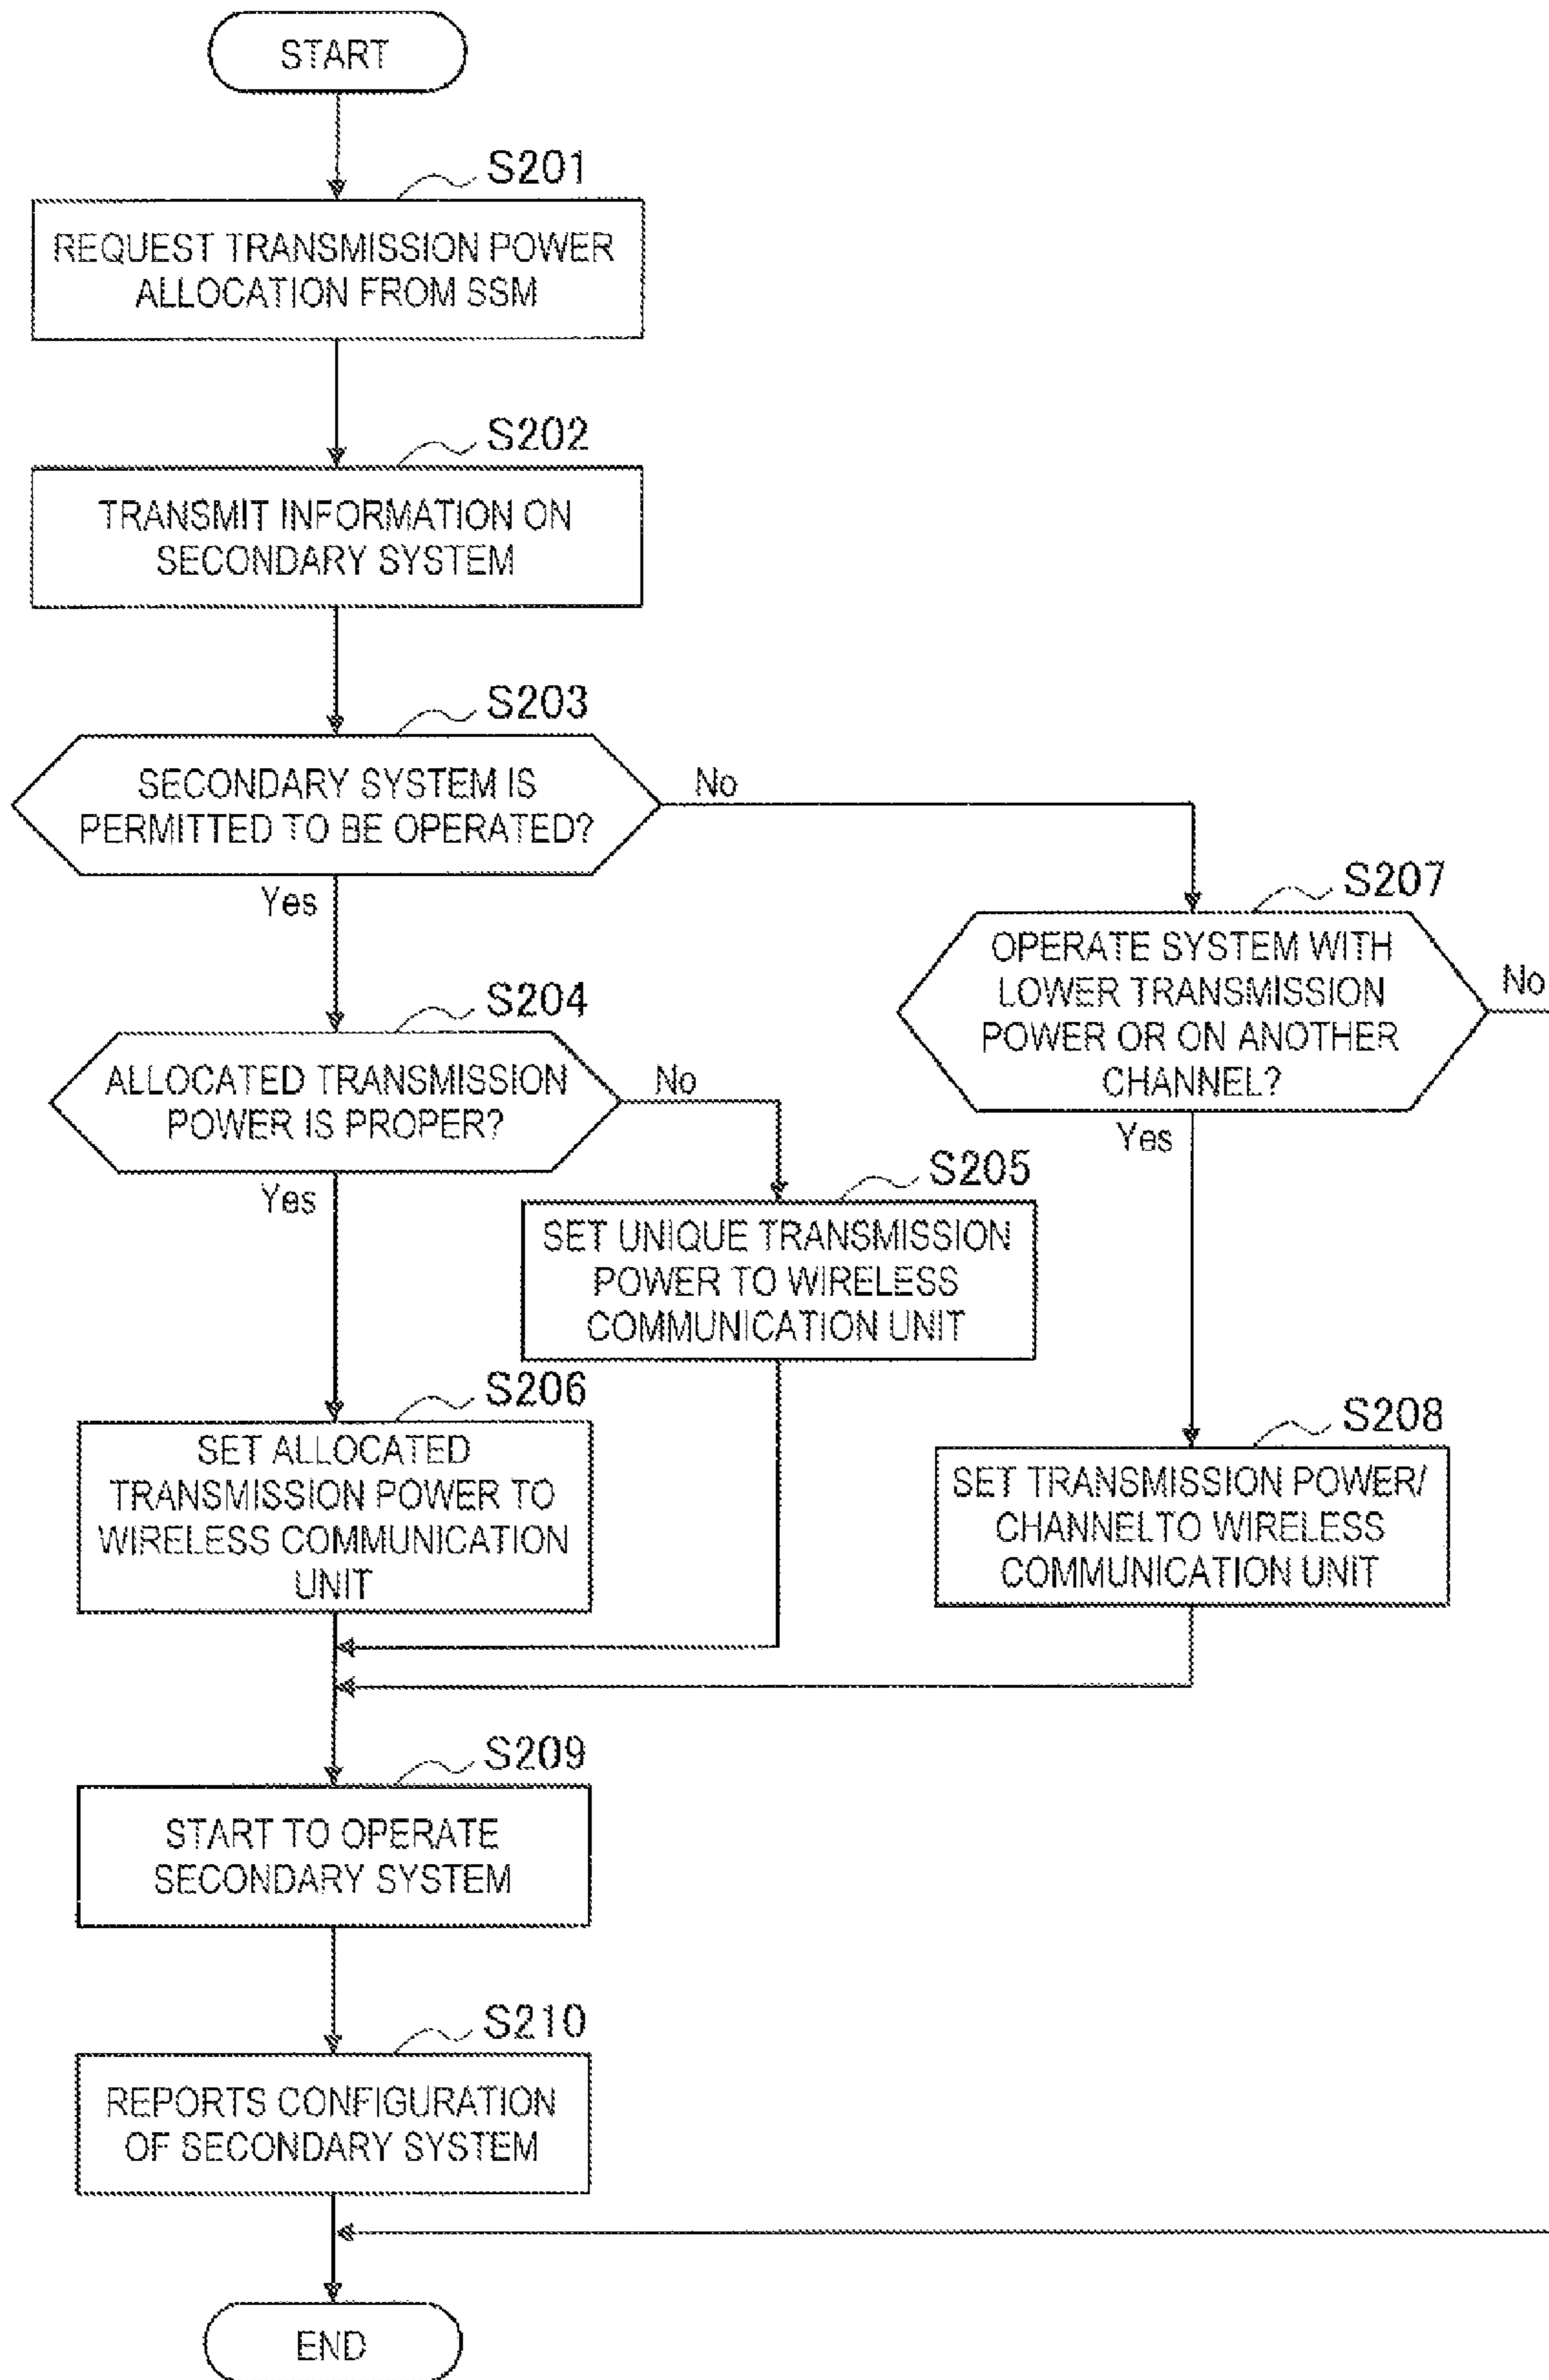 START
S201
REQUEST TRANSMISSION POWER
ALLOCATION FROM SSM
S202
TRANSMIT INFORMATION ON
SECONDARY SYSTEM
S203
SECONDARY SYSTEM IS
PERMITTED TO BE OPERATED?
No
Yes
S207
OPERATE SYSTEM WITH
LOWER TRANSMISSION
POWER OR ON ANOTHER
CHANNEL?
No
Yes
S204
ALLOCATED TRANSMISSION
POWER IS PROPER?
No
Yes
S205
SET UNIQUE TRANSMISSION
POWER TO WIRELESS
COMMUNICATION UNIT
S206
SET ALLOCATED
TRANSMISSION POWER TO
WIRELESS COMMUNICATION
UNIT
S208
SET TRANSMISSION POWER/
CHANNELTO WIRELESS
COMMUNICATION UNIT
S209
START TO OPERATE
SECONDARY SYSTEM
S210
REPORTS CONFIGURATION
OF SECONDARY SYSTEM
END